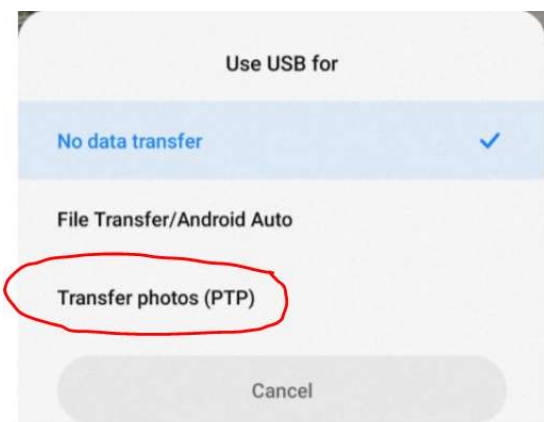 Use USB for
No data transfer
File Transfer/Android Auto
Transfer photos (PTP)
Cancel